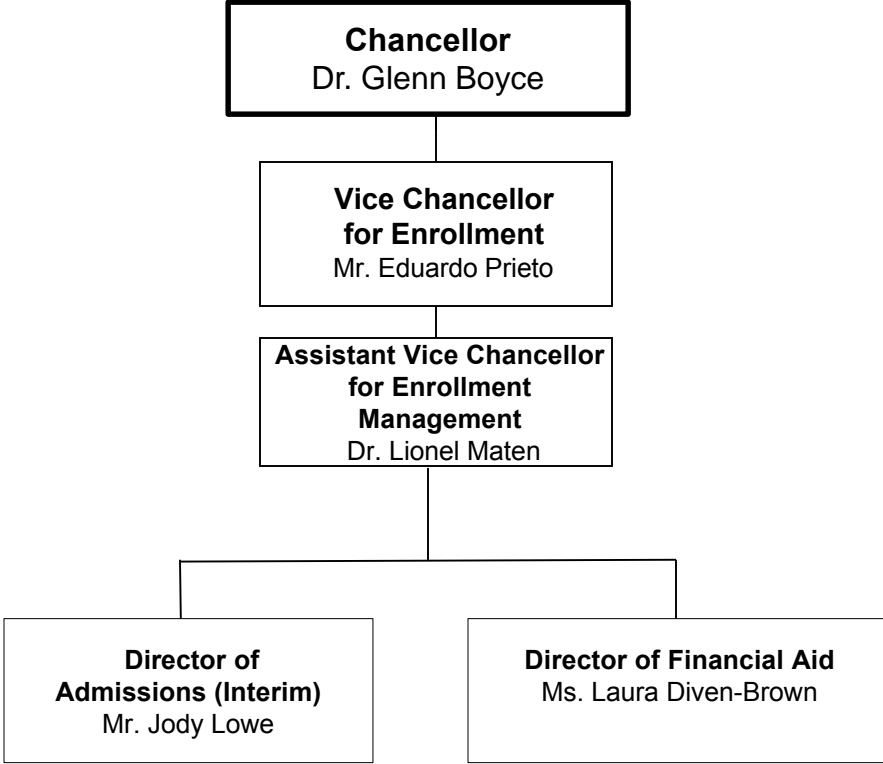 Chancellor
Dr. Glenn Boyce
Vice Chancellor
for Enrollment
Mr. Eduardo Prieto
Assistant Vice Chancellor
for Enrollment
Management
Dr. Lionel Maten
Director of
Admissions (Interim)
Mr. Jody Lowe
Director of Financial Aid
Ms. Laura Diven-Brown